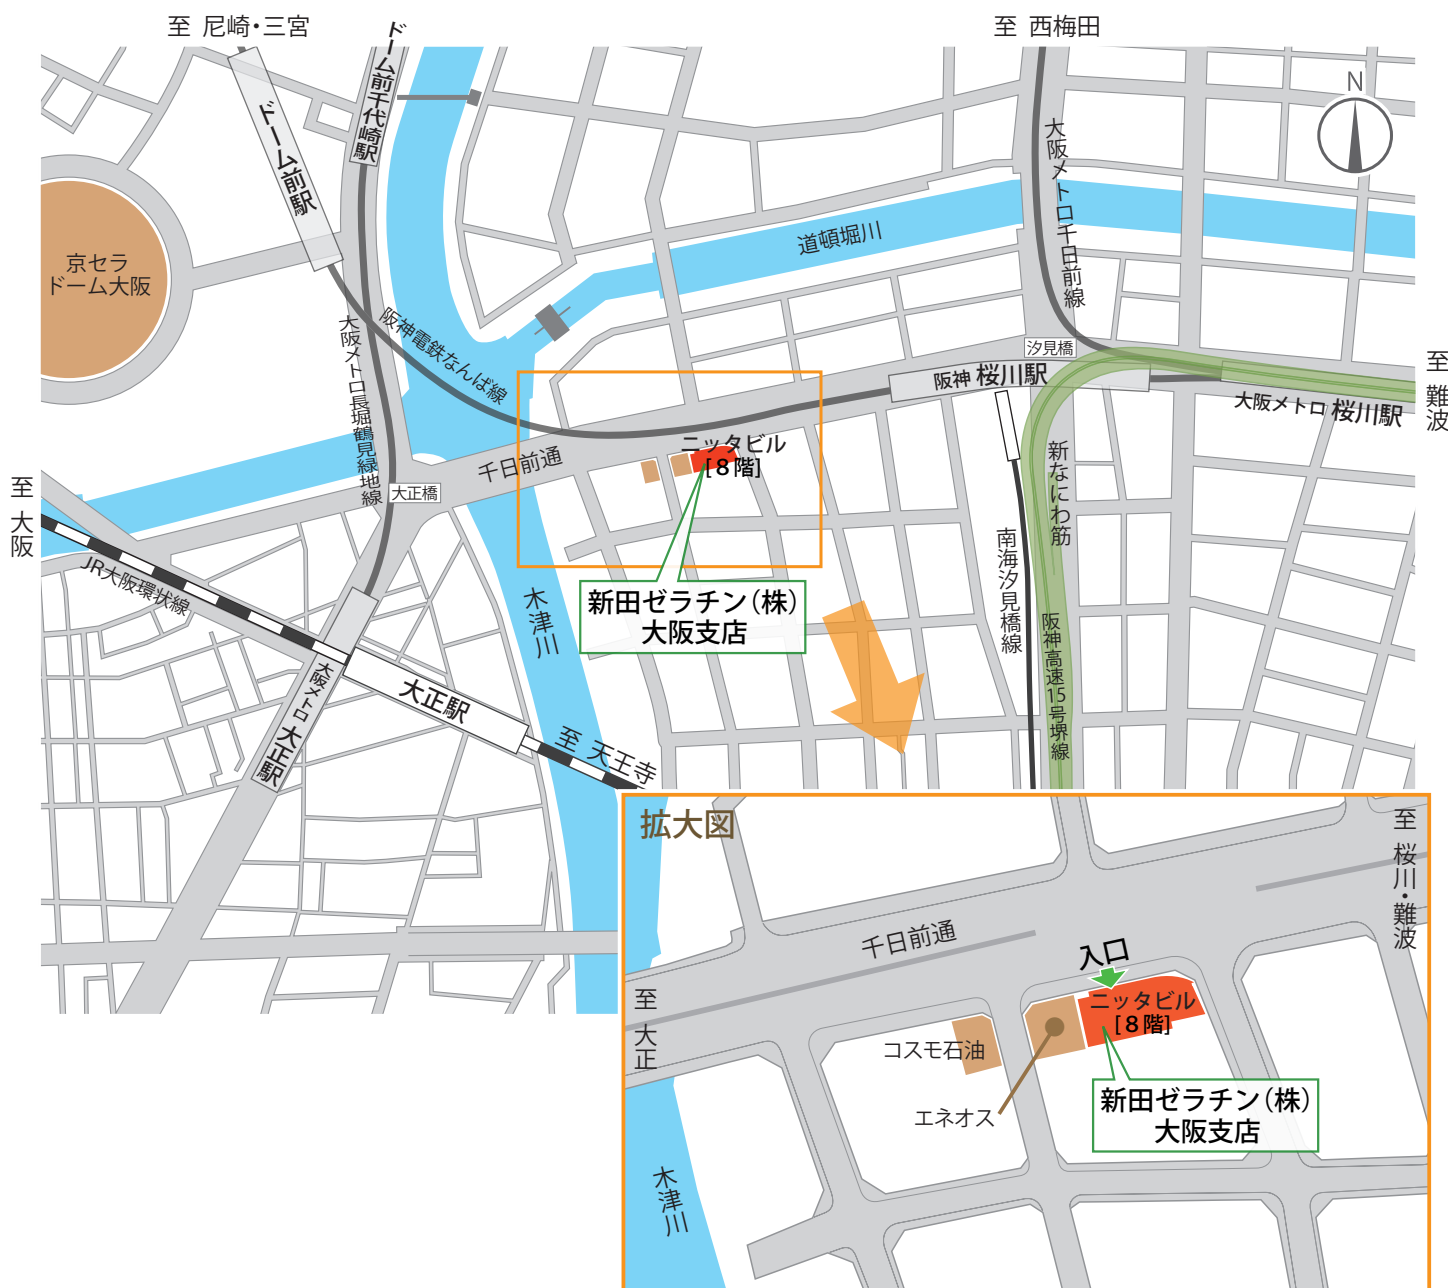 至 尼崎・三宮
至 西梅田
ドーム前千代崎駅
ドーム前駅
N
大阪メトロ千日前線
道頓堀川
京セラ
ドーム大阪
阪神電鉄なんば線
大阪メトロ長堀鶴見緑地線
汐見橋
阪神 桜川駅
至 難波
大阪メトロ 桜川駅
千日前通
ニッタビル
[8階]
新なにわ筋
大正橋
至 大阪
JR大阪環状線
南海汐見橋線
木津川
新田ゼラチン(株)
大阪支店
阪神高速15号堺線
大阪メトロ 大正駅
大正駅
至 天王寺
拡大図
至 桜川・難波
千日前通
入口
至 大正
ニッタビル
[8階]
コスモ石油
エネオス
新田ゼラチン(株)
大阪支店
木津川